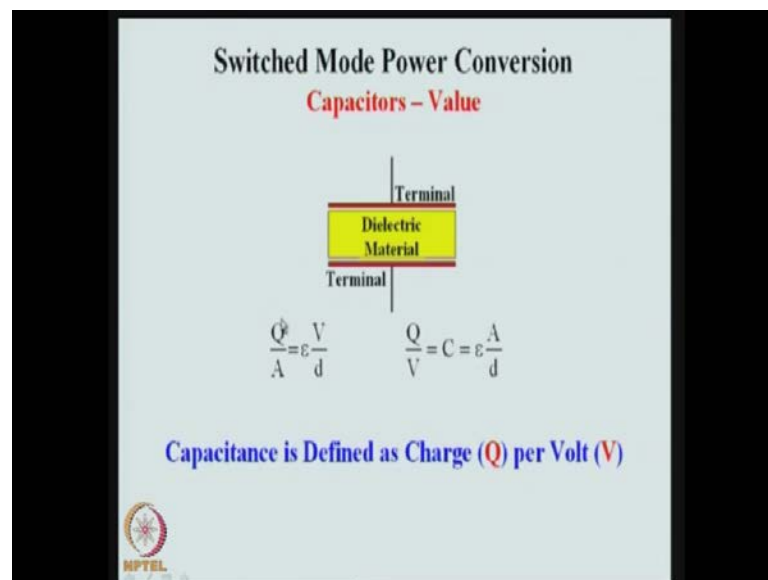 Switched Mode Power Conversion
Capacitors – Value
Terminal
Dielectric
Material
Terminal
Q/A = ε V/d    Q/V = C = ε A/d
Capacitance is Defined as Charge (Q) per Volt (V)
NPTEL